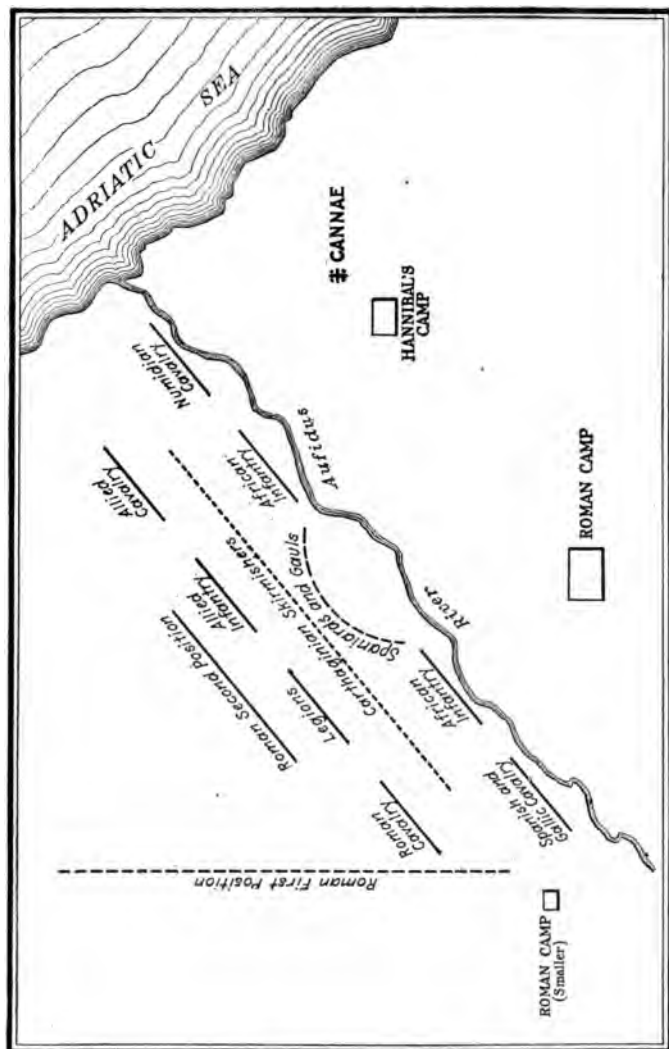 ADRIATIC SEA
CANNAE
HANNIBAL'S
CAMP
Numidian
Cavalry
Allied
Cavalry
African
Infantry
Aufidus
River
Allied
Infantry
Carthaginian Skirmishers
Spaniards and Gauls
Roman Second Position
Legions
African
Infantry
ROMAN CAMP
Roman
Cavalry
Spanish and
Gallic Cavalry
Roman First Position
ROMAN CAMP
(Smaller)